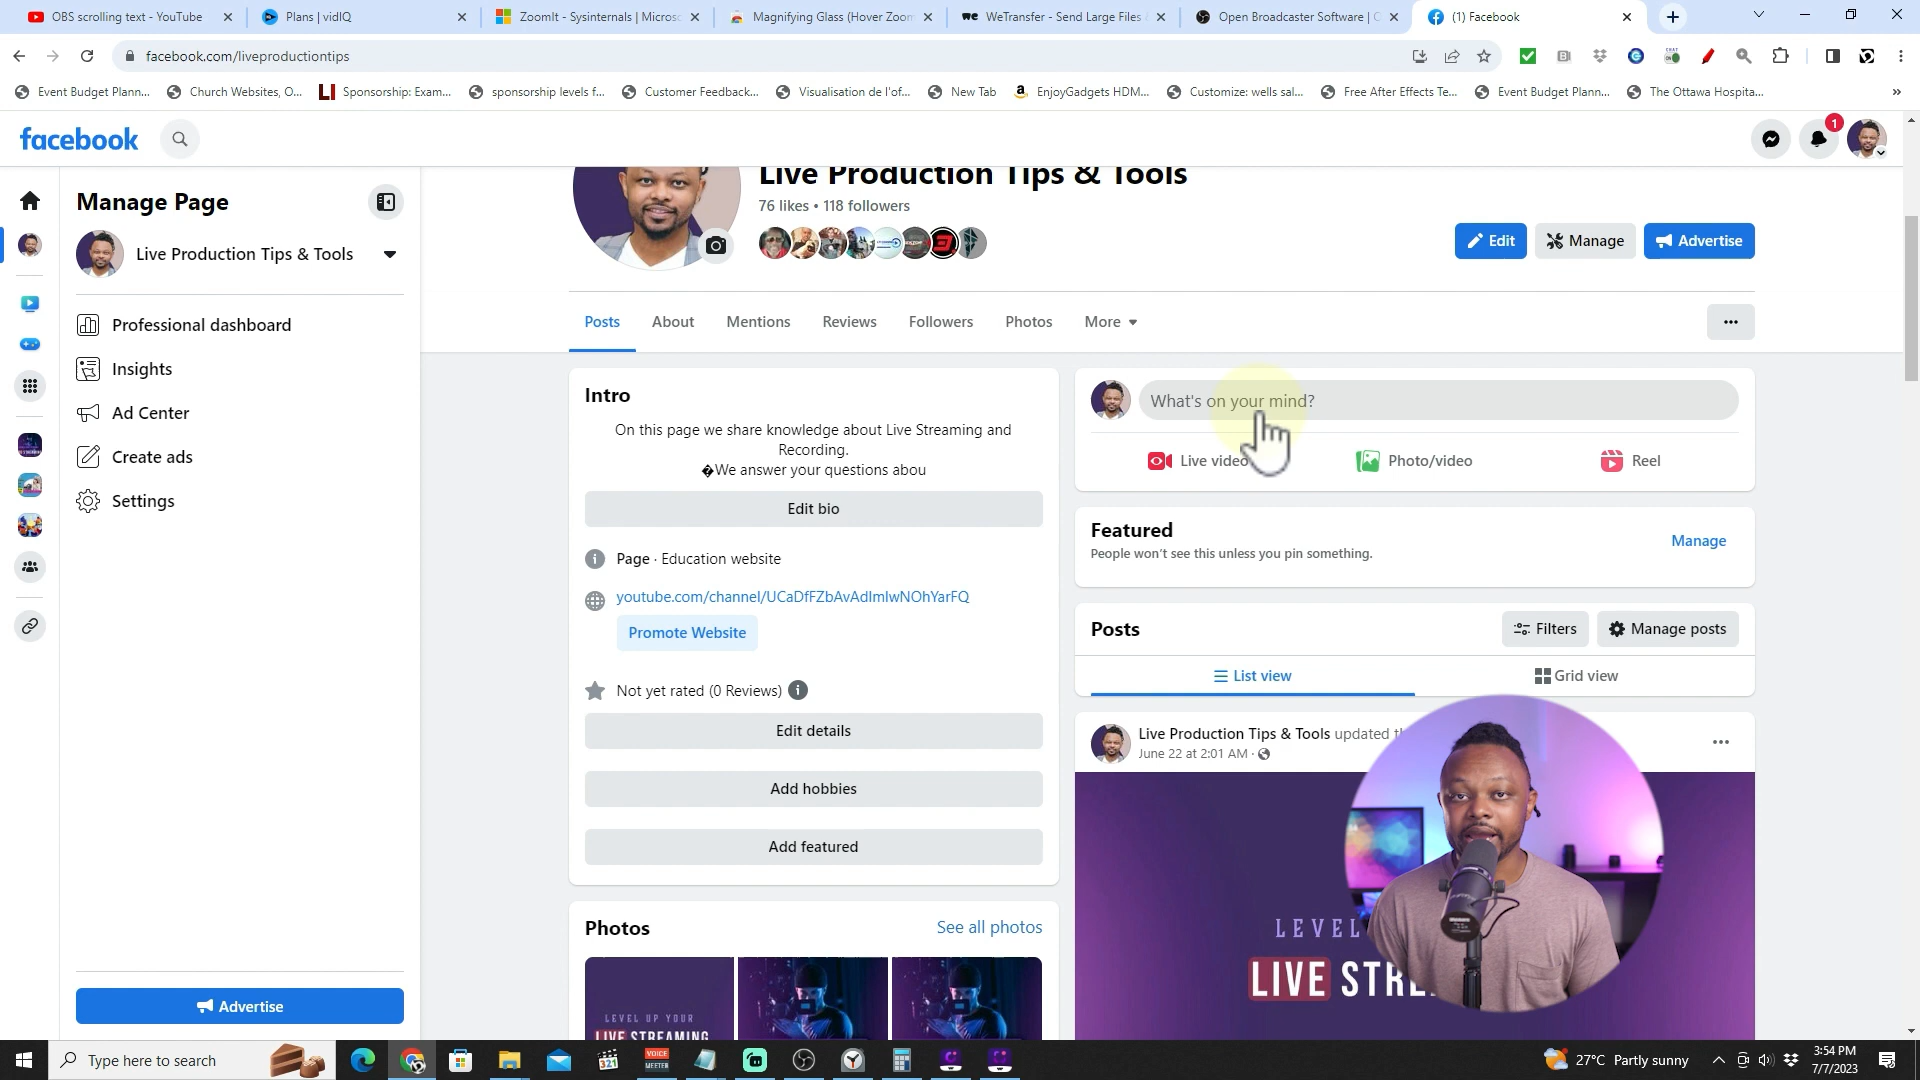 OBS scrolling text - YouTube
Plans | vidIQ
ZoomIt - Sysinternals | Micros
Magnifying Glass (Hover Zoom
WeTransfer - Send Large Files
Open Broadcaster Software | C
(1) Facebook
facebook.com/liveproductiontips
Event Budget Plann...
Church Websites, O...
Sponsorship: Exam...
sponsorship levels f...
Customer Feedback...
Visualisation de l'of...
New Tab
EnjoyGadgets HDM...
Customize: wells sal...
Free After Effects Te...
Event Budget Plann...
The Ottawa Hospita...
facebook
1
Manage Page
Live Production Tips & Tools
Professional dashboard
Insights
Ad Center
Create ads
Settings
Advertise
Live Production Tips & Tools
76 likes • 118 followers
Edit
Manage
Advertise
Posts
About
Mentions
Reviews
Followers
Photos
More
Intro
On this page we share knowledge about Live Streaming and
Recording.
�We answer your questions abou
Edit bio
Page · Education website
youtube.com/channel/UCaDfFZbAvAdImlwNOhYarFQ
Promote Website
Not yet rated (0 Reviews)
Edit details
Add hobbies
Add featured
Photos
See all photos
LEVEL UP YOUR
LIVE STREAMING
What's on your mind?
Live video
Photo/video
Reel
Featured
People won't see this unless you pin something.
Manage
Posts
Filters
Manage posts
List view
Grid view
Live Production Tips & Tools updated
June 22 at 2:01 AM ·
LEVEL
LIVE STRE
Type here to search
321
VOICE
MEETER
27°C Partly sunny
3:54 PM
7/7/2023